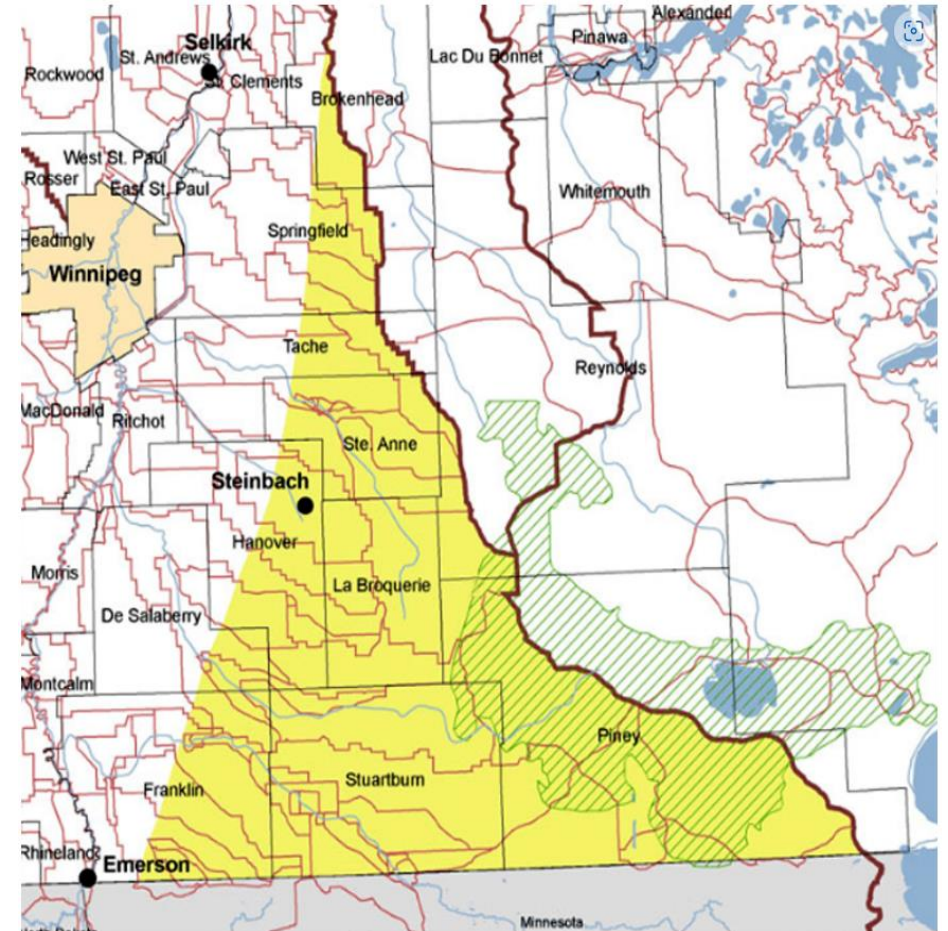 Alexander
Selkirk
Pinawa
St. Andrews
Lac Du Bonnet
Rockwood
St. Clements
Brokenhead
West St. Paul
Rosser
East St. Paul
Whitemouth
Springfield
Headingly
Winnipeg
Tache
Reynolds
MacDonald
Ritchot
Ste. Anne
Steinbach
Hanover
Morris
La Broquerie
De Salaberry
Montcalm
Piney
Stuartburn
Franklin
Rhineland
Emerson
Minnesota